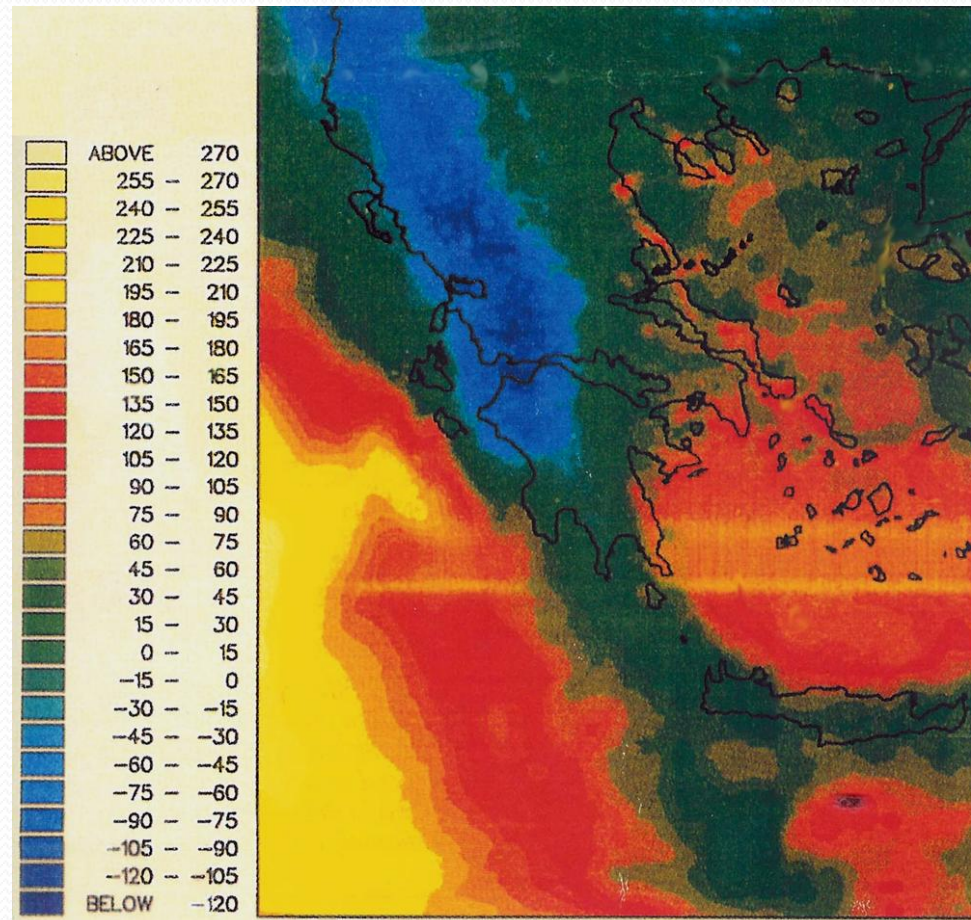 ABOVE 270
255 – 270
240 – 255
225 – 240
210 – 225
195 – 210
180 – 195
165 – 180
150 – 165
135 – 150
120 – 135
105 – 120
90 – 105
75 – 90
60 – 75
45 – 60
30 – 45
15 – 30
0 – 15
–15 – 0
–30 – –15
–45 – –30
–60 – –45
–75 – –60
–90 – –75
–105 – –90
–120 – –105
BELOW –120